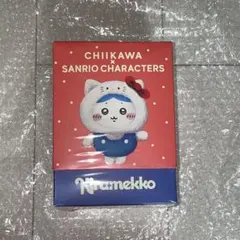 CHIIKAWA
×
SANRIO CHARACTERS
Kiramekko